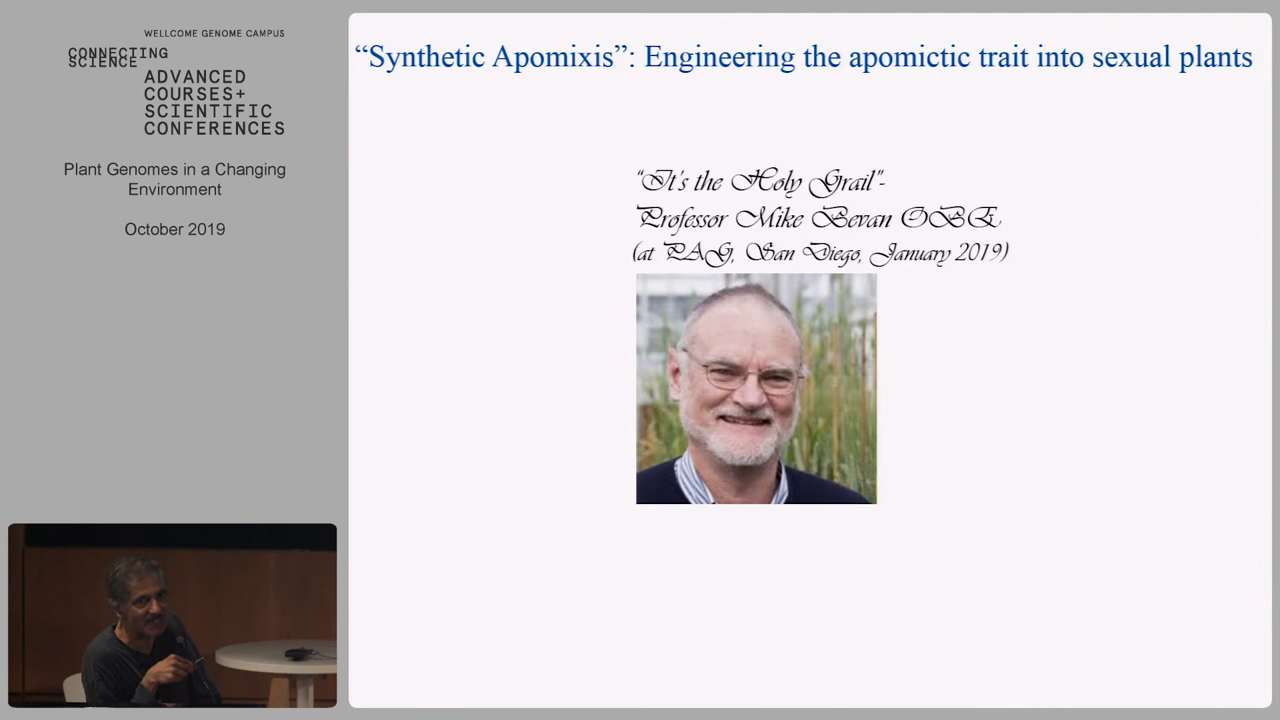 WELLCOME GENOME CAMPUS
CONNECTING
SCIENCE
ADVANCED
COURSES+
SCIENTIFIC
CONFERENCES
Plant Genomes in a Changing
Environment
October 2019
“Synthetic Apomixis”: Engineering the apomictic trait into sexual plants
“It's the Holy Grail”-
Professor Mike Bevan OBE
(at PAG, San Diego, January 2019)